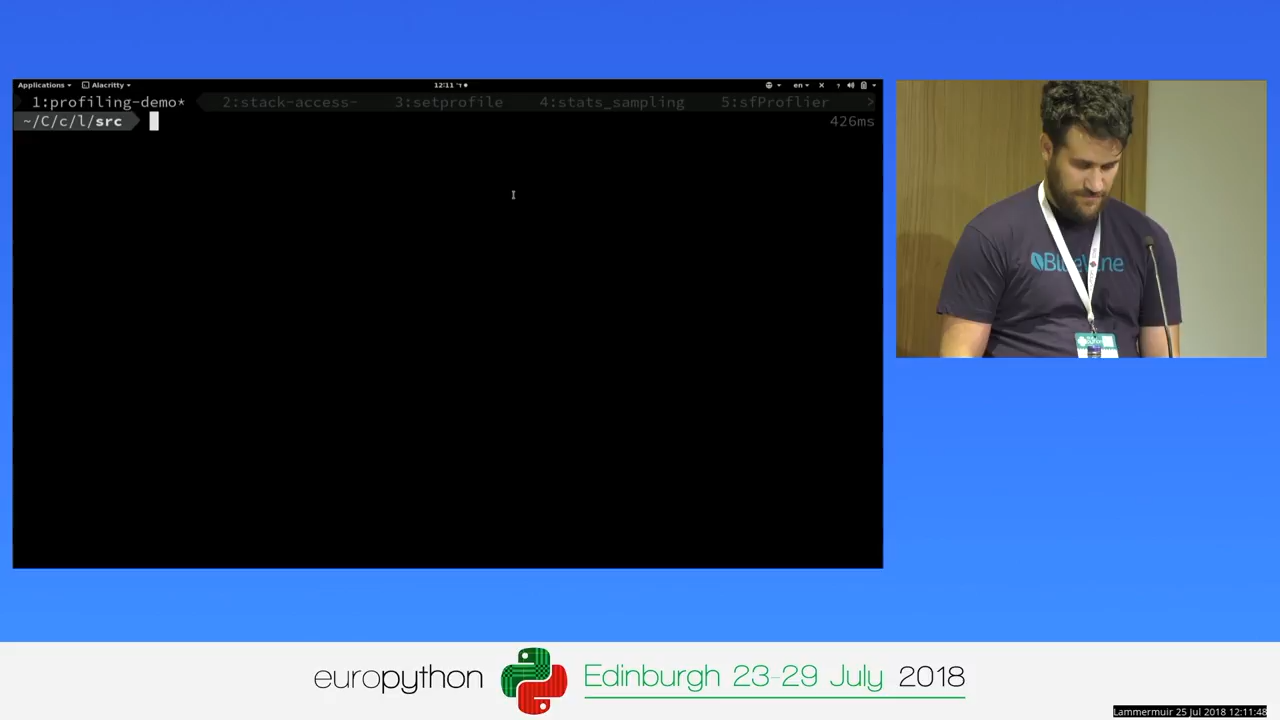 Applications
Alacritty
12:11
en
1:profiling-demo* 2:stack-access- 3:setprofile 4:stats_sampling 5:sfProflier >
~/C/c/l/src
426ms
europython
Edinburgh 23-29 July 2018
Lammermuir 25 Jul 2018 12:11:48